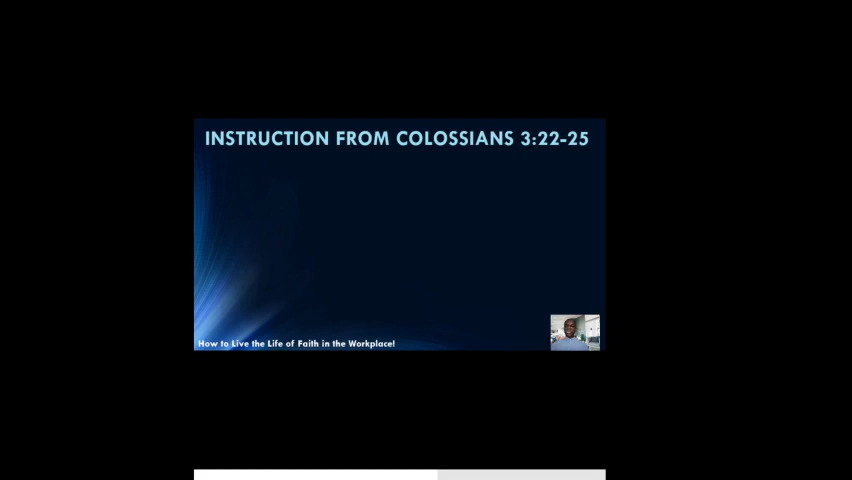 INSTRUCTION FROM COLOSSIANS 3:22-25
How to Live the Life of Faith in the Workplace!